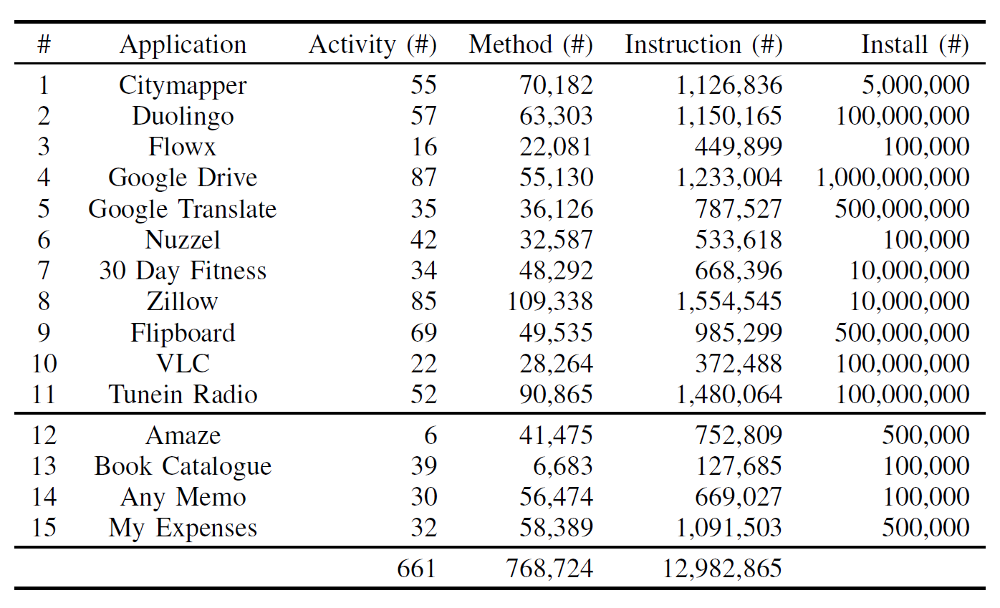 # Application Activity (#) Method (#) Instruction (#) Install (#)
1 Citymapper 55 70,182 1,126,836 5,000,000
2 Duolingo 57 63,303 1,150,165 100,000,000
3 Flowx 16 22,081 449,899 100,000
4 Google Drive 87 55,130 1,233,004 1,000,000,000
5 Google Translate 35 36,126 787,527 500,000,000
6 Nuzzel 42 32,587 533,618 100,000
7 30 Day Fitness 34 48,292 668,396 10,000,000
8 Zillow 85 109,338 1,554,545 10,000,000
9 Flipboard 69 49,535 985,299 500,000,000
10 VLC 22 28,264 372,488 100,000,000
11 Tunein Radio 52 90,865 1,480,064 100,000,000
12 Amaze 6 41,475 752,809 500,000
13 Book Catalogue 39 6,683 127,685 100,000
14 Any Memo 30 56,474 669,027 100,000
15 My Expenses 32 58,389 1,091,503 500,000
661 768,724 12,982,865